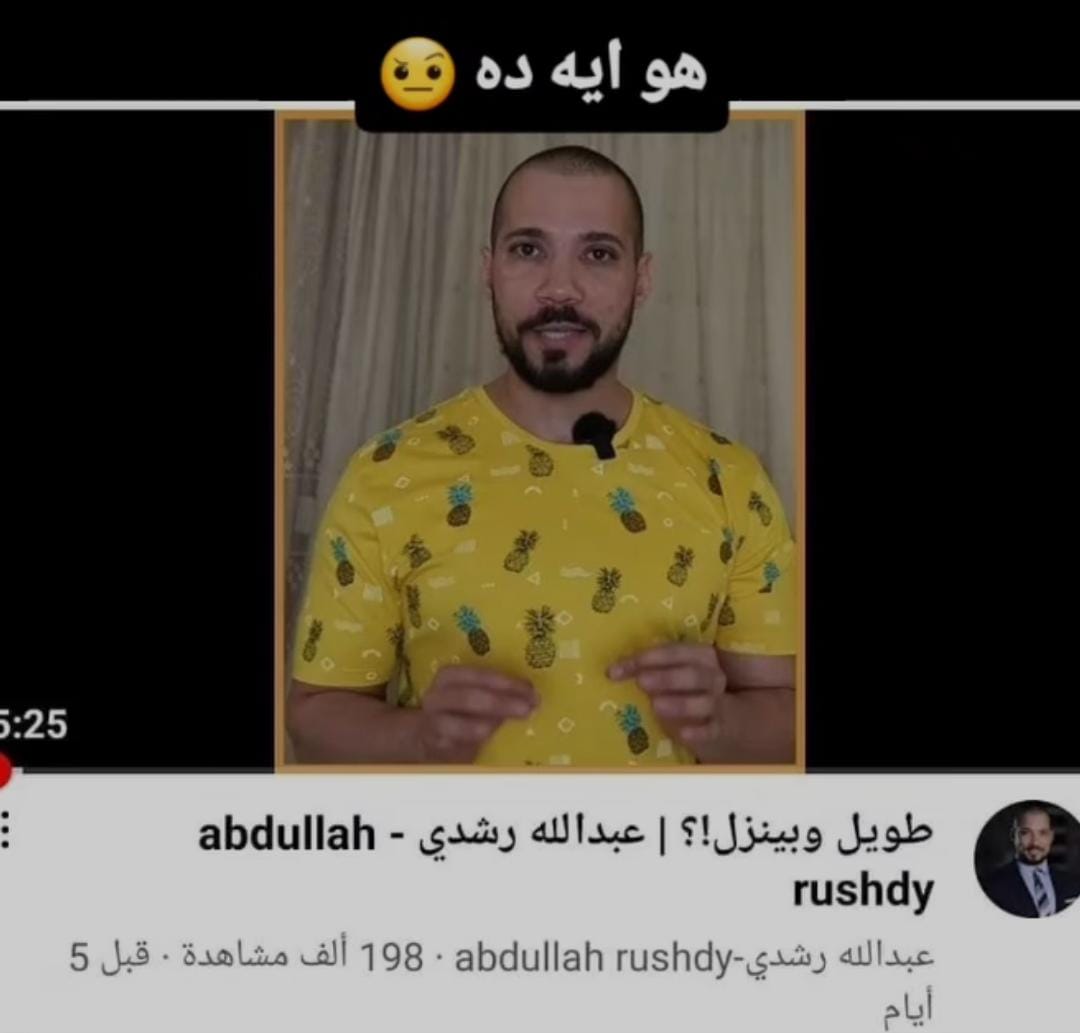 هو ايه ده 🤨
5:25
طويل وبينزل!؟ | عبدالله رشدي - abdullah
rushdy
عبدالله رشدي-abdullah rushdy · 198 ألف مشاهدة · قبل 5
أيام